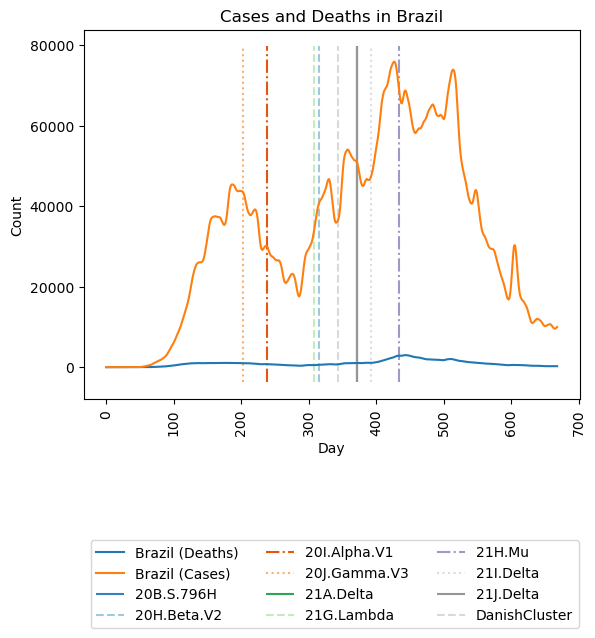 Cases and Deaths in Brazil
80000
60000
40000
20000
0
Count
0 100 200 300 400 500 600 700
Day
Brazil (Deaths) 20I.Alpha.V1 21H.Mu
Brazil (Cases) 20J.Gamma.V3 21I.Delta
20B.S.796H 21A.Delta 21J.Delta
20H.Beta.V2 21G.Lambda DanishCluster